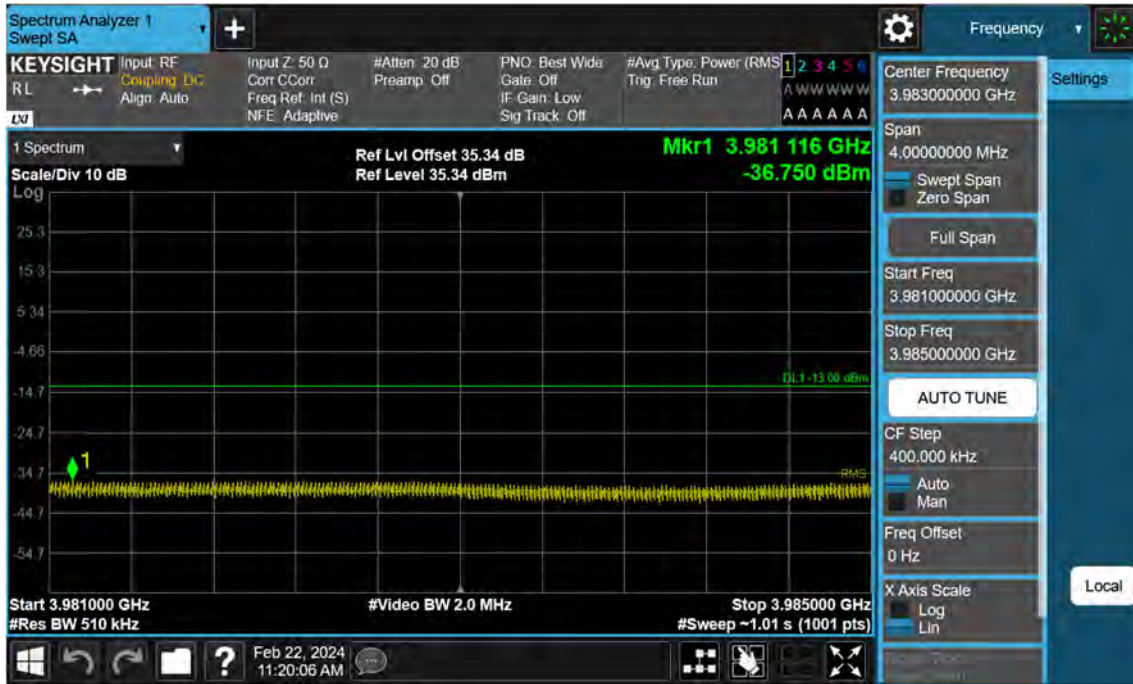 Spectrum Analyzer 1
Swept SA
Frequency
KEYSIGHT
RL
LXI
Input: RF
Coupling: DC
Align: Auto
Input Z: 50 Ω
Corr CCorr
Freq Ref: Int (S)
NFE: Adaptive
#Atten: 20 dB
Preamp: Off
PNO: Best Wide
Gate: Off
IF Gain: Low
Sig Track: Off
#Avg Type: Power (RMS
Trig: Free Run
1 2 3 4 5 6
A W W W W W
A A A A A A
1 Spectrum
Scale/Div 10 dB
Ref Lvl Offset 35.34 dB
Ref Level 35.34 dBm
Mkr1 3.981 116 GHz
-36.750 dBm
Log
25.3
15.3
5.34
-4.66
-14.7
-24.7
-34.7
-44.7
-54.7
DL1 -13.00 dBm
1
RMS
Start 3.981000 GHz
#Res BW 510 kHz
#Video BW 2.0 MHz
Stop 3.985000 GHz
#Sweep ~1.01 s (1001 pts)
Center Frequency
3.983000000 GHz
Span
4.00000000 MHz
Swept Span
Zero Span
Full Span
Start Freq
3.981000000 GHz
Stop Freq
3.985000000 GHz
AUTO TUNE
CF Step
400.000 kHz
Auto
Man
Freq Offset
0 Hz
X Axis Scale
Log
Lin
Settings
Local
?
Feb 22, 2024
11:20:06 AM